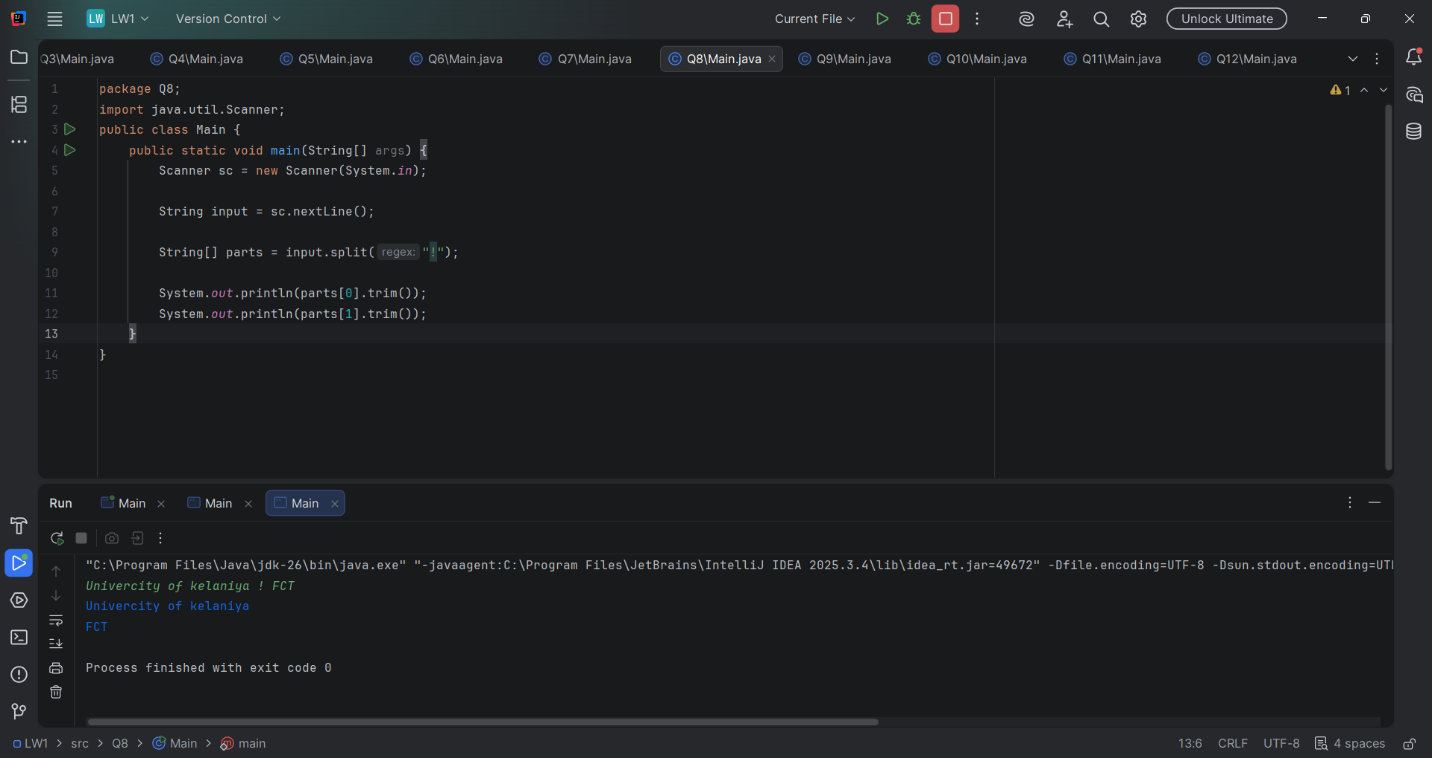 LW LW1 Version Control Current File Unlock Ultimate
Q3\Main.java Q4\Main.java Q5\Main.java Q6\Main.java Q7\Main.java Q8\Main.java Q9\Main.java Q10\Main.java Q11\Main.java Q12\Main.java
1 package Q8;
2 import java.util.Scanner;
3 public class Main {
4 public static void main(String[] args) {
5 Scanner sc = new Scanner(System.in);
6
7 String input = sc.nextLine();
8
9 String[] parts = input.split( regex: "!");
10
11 System.out.println(parts[0].trim());
12 System.out.println(parts[1].trim());
13 }
14 }
15
1
Run Main Main Main
"C:\Program Files\Java\jdk-26\bin\java.exe" "-javaagent:C:\Program Files\JetBrains\IntelliJ IDEA 2025.3.4\lib\idea_rt.jar=49672" -Dfile.encoding=UTF-8 -Dsun.stdout.encoding=UT
Univercity of kelaniya ! FCT
Univercity of kelaniya
FCT
Process finished with exit code 0
LW1 > src > Q8 > Main > main 13:6 CRLF UTF-8 4 spaces